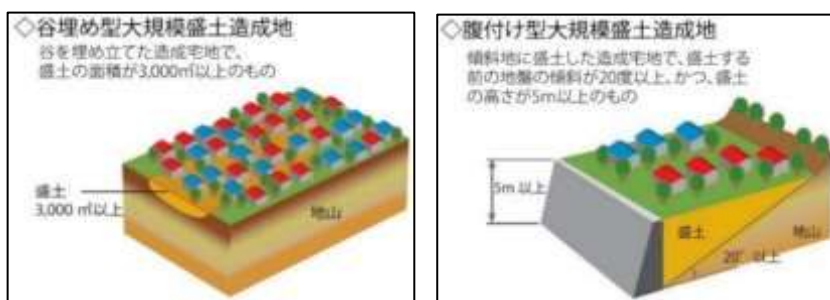 ◇谷埋め型大規模盛土造成地
谷を埋め立てた造成宅地で、
盛土の面積が3,000㎡以上のもの
盛土
3,000㎡以上
地山
◇腹付け型大規模盛土造成地
傾斜地に盛土した造成宅地で、盛土する
前の地盤の傾斜が20度以上、かつ、盛土
の高さが5m以上のもの
5m 以上
盛土
地山
20°以上